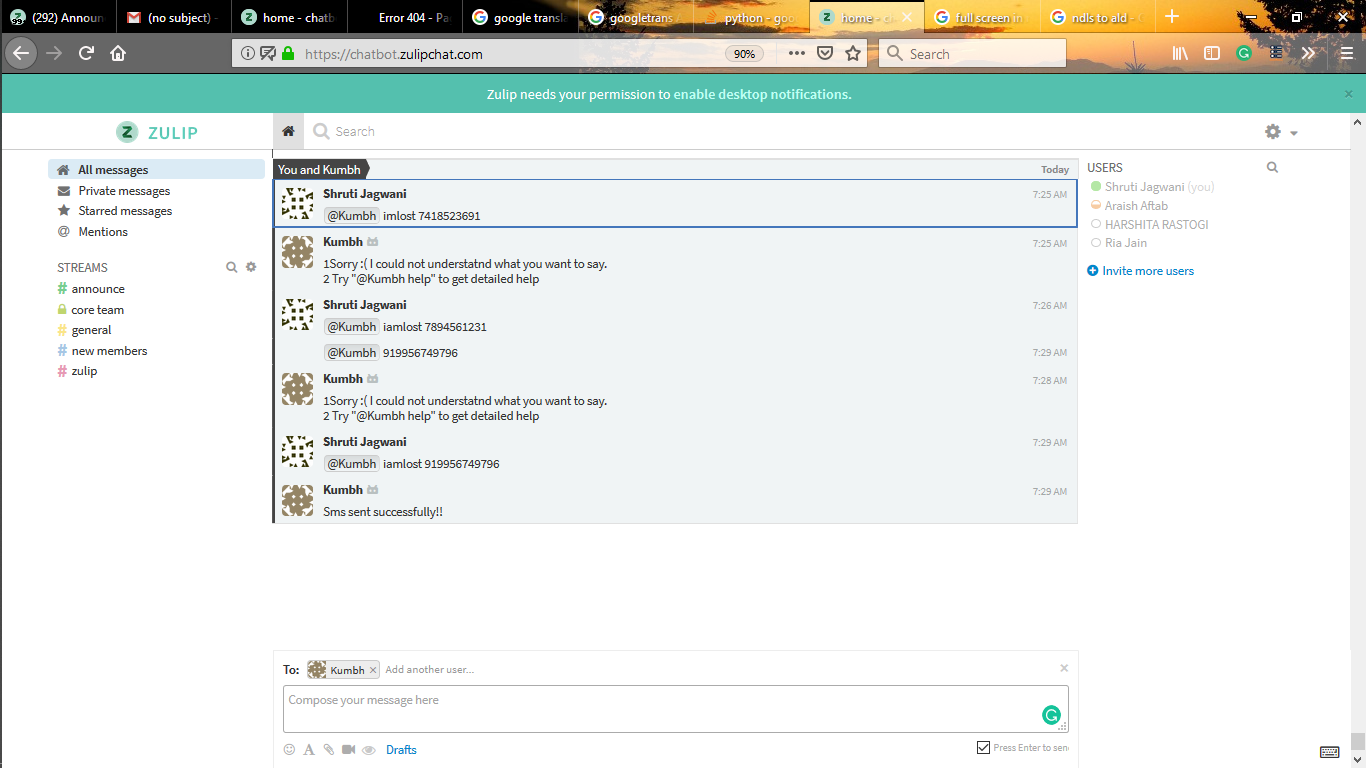 (292) Announ
(no subject) -
home - chatb
Error 404 - Pa
google transla
googletrans
python - goo
home - c
full screen in
ndls to ald - G
https://chatbot.zulipchat.com
90%
Search
Zulip needs your permission to enable desktop notifications.
ZULIP
Search
All messages
Private messages
Starred messages
Mentions
STREAMS
announce
core team
general
new members
zulip
You and Kumbh
Today
Shruti Jagwani
7:25 AM
@Kumbh imlost 7418523691
Kumbh
7:25 AM
1Sorry :( I could not understatnd what you want to say.
2 Try "@Kumbh help" to get detailed help
Shruti Jagwani
7:26 AM
@Kumbh iamlost 7894561231
@Kumbh 919956749796
7:29 AM
Kumbh
7:28 AM
1Sorry :( I could not understatnd what you want to say.
2 Try "@Kumbh help" to get detailed help
Shruti Jagwani
7:29 AM
@Kumbh iamlost 919956749796
Kumbh
7:29 AM
Sms sent successfully!!
USERS
Shruti Jagwani (you)
Araish Aftab
HARSHITA RASTOGI
Ria Jain
Invite more users
To: Kumbh Add another user...
Compose your message here
Drafts
Press Enter to send